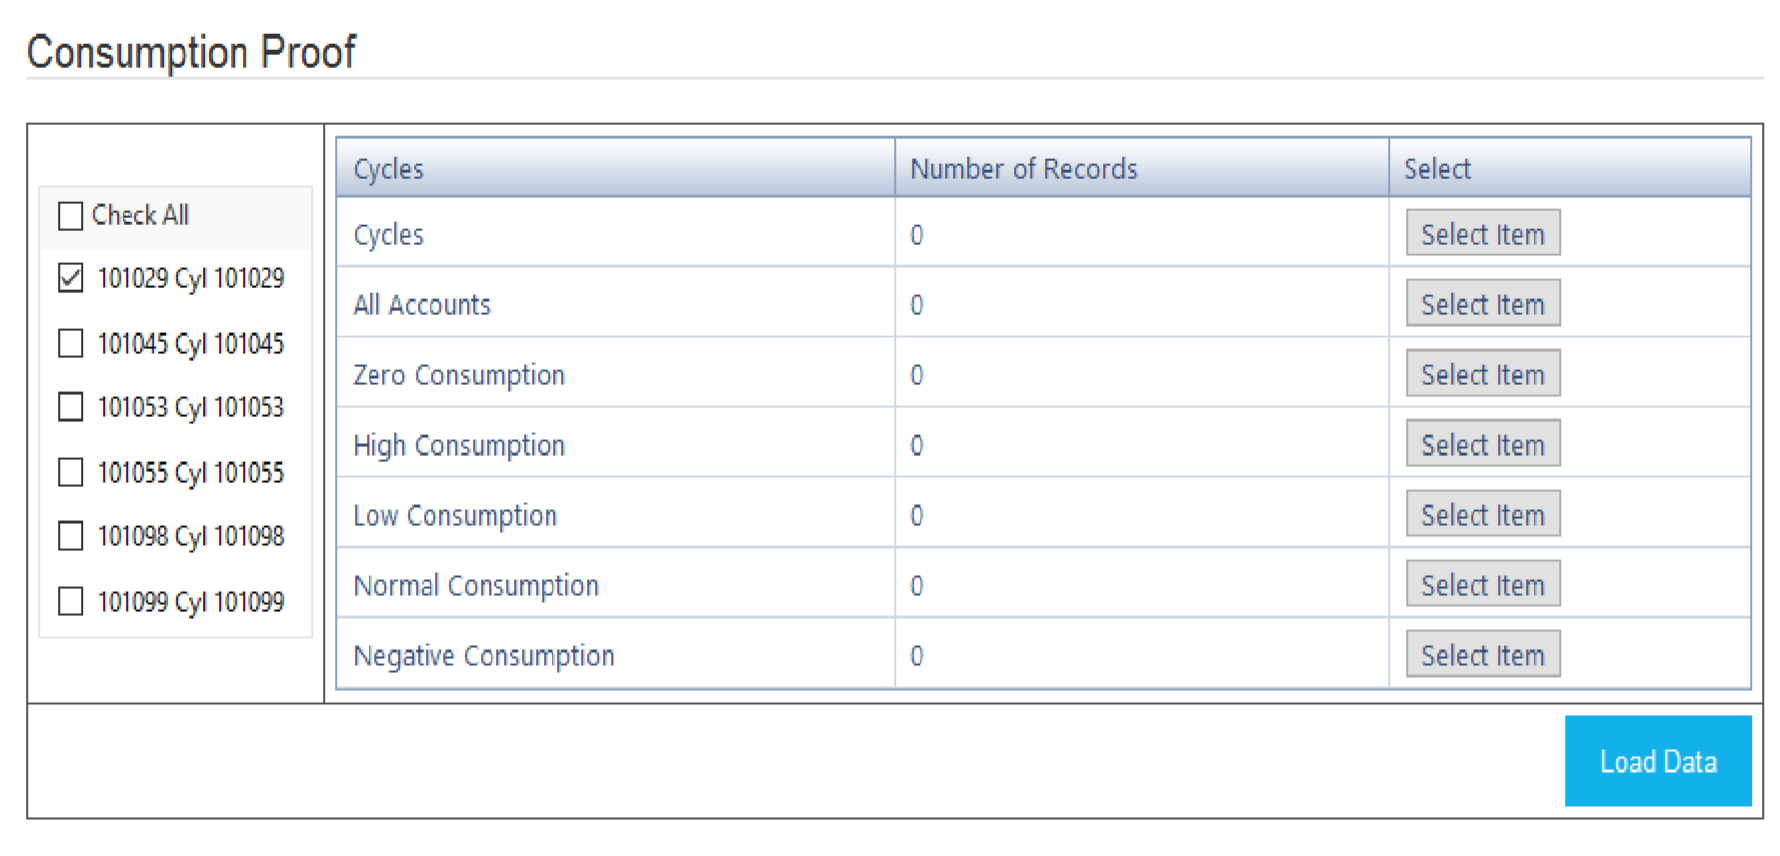 Consumption Proof
Check All
101029 Cyl 101029
101045 Cyl 101045
101053 Cyl 101053
101055 Cyl 101055
101098 Cyl 101098
101099 Cyl 101099
Cycles Number of Records Select
Cycles 0 Select Item
All Accounts 0 Select Item
Zero Consumption 0 Select Item
High Consumption 0 Select Item
Low Consumption 0 Select Item
Normal Consumption 0 Select Item
Negative Consumption 0 Select Item
Load Data